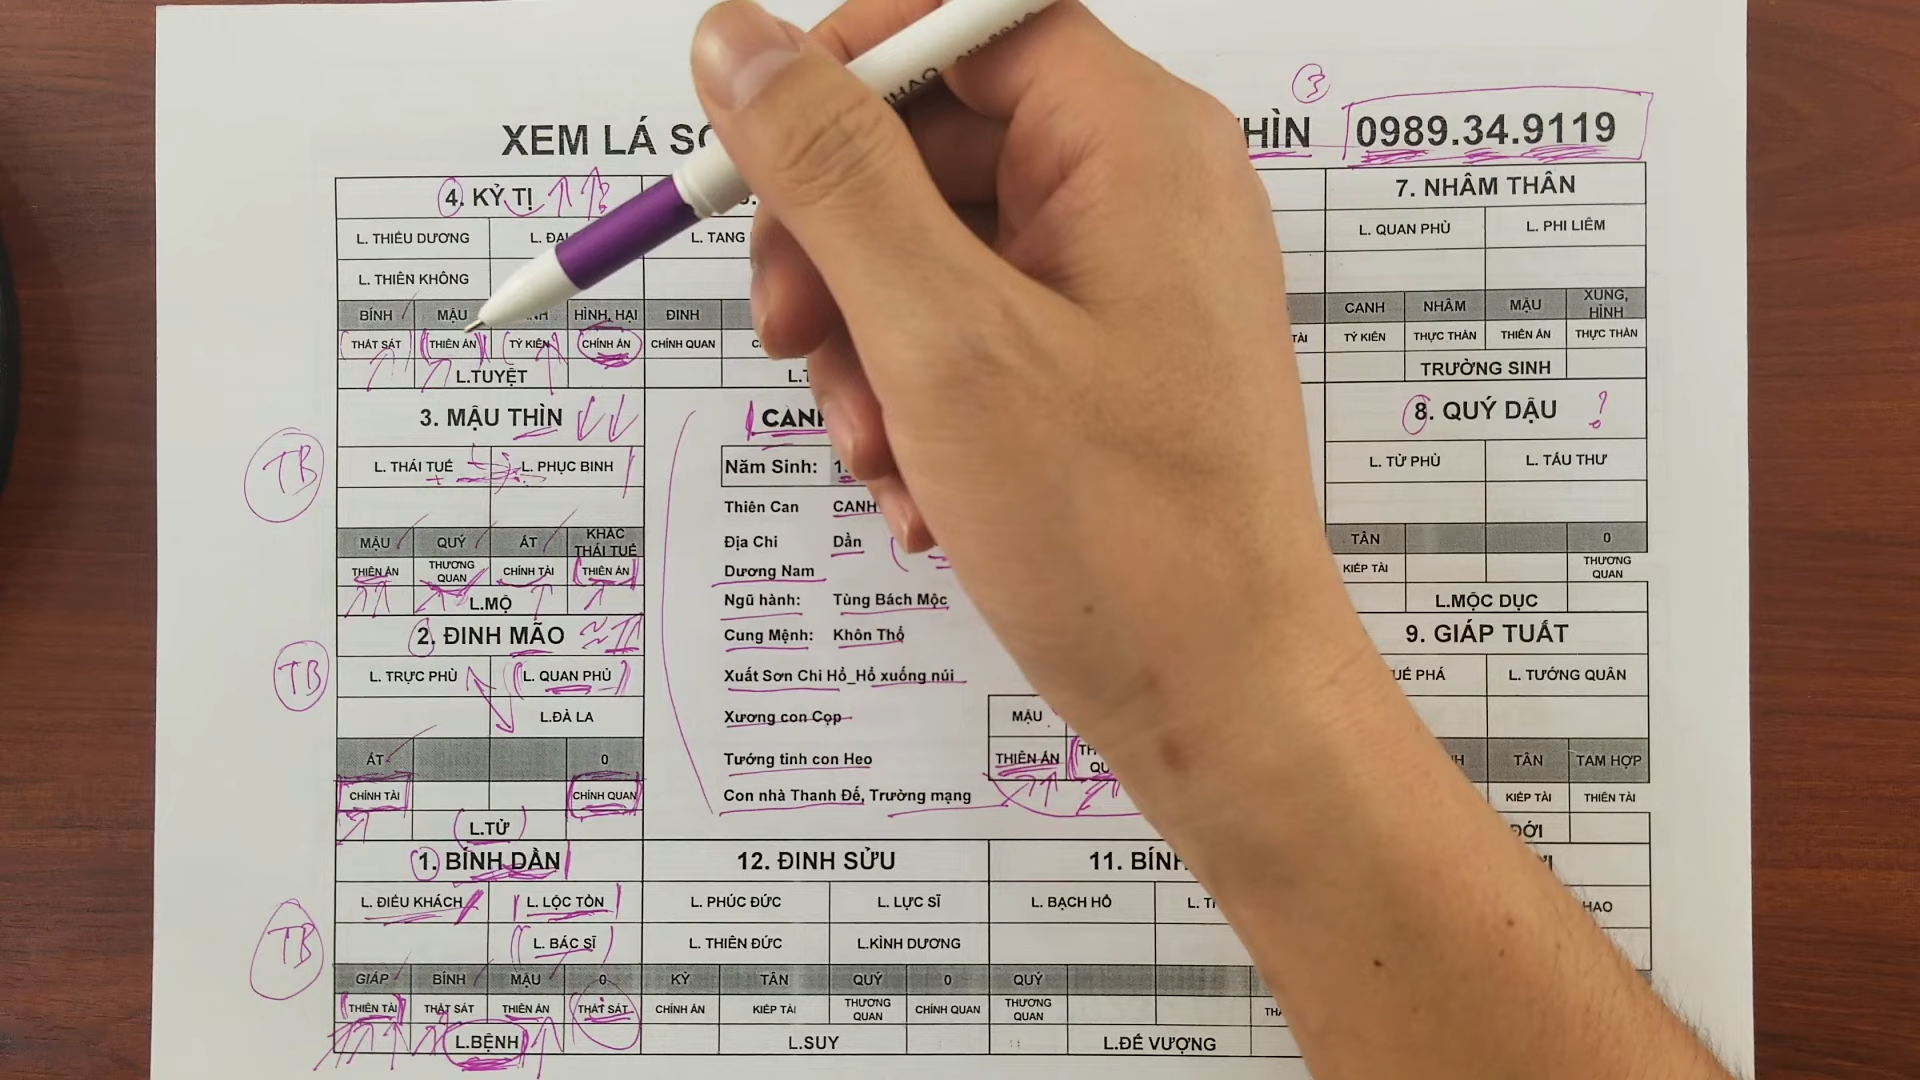 XEM LÁ SỐ
HÌN 0989.34.9119
3
4. KỶ TỊ
7. NHÂM THÂN
L. THIẾU DƯƠNG
L. TANG
L. QUAN PHÙ L. PHI LIÊM
L. THIÊN KHÔNG
BÍNH MẬU HÌNH, HẠI ĐINH
CANH NHÂM MẬU XUNG, HÌNH
THẤT SÁT THIÊN ẤN TỶ KIÊN CHÍNH ẤN CHÍNH QUAN
TÀI TỶ KIÊN THỰC THẦN THIÊN ẤN THỰC THẦN
L.TUYỆT
TRƯỜNG SINH
3. MẬU THÌN
8. QUÝ DẬU ?
TB
L. THÁI TUẾ L. PHỤC BINH
L. TỬ PHÙ L. TẤU THƯ
MẬU QUÝ ẤT KHẮC THÁI TUẾ
TÂN 0
THIÊN ẤN THƯƠNG QUAN CHÍNH TÀI THIÊN ẤN
KIẾP TÀI THƯƠNG QUAN
L.MỘ
L.MỘC DỤC
2. ĐINH MÃO
9. GIÁP TUẤT
TB
L. TRỰC PHÙ L. QUAN PHỦ
UẾ PHÁ L. TƯỚNG QUÂN
L.ĐÀ LA
ẤT 0
TÂN TAM HỢP
CHÍNH TÀI CHÍNH QUAN
KIẾP TÀI THIÊN TÀI
L.TỬ
CANH
Năm Sinh:
Thiên Can CANH
Địa Chi Dần
Dương Nam
Ngũ hành: Tùng Bách Mộc
Cung Mệnh: Khôn Thổ
Xuất Sơn Chi Hổ_Hổ xuống núi
Xương con Cọp
MẬU
Tướng tinh con Heo
THIÊN ẤN
Con nhà Thanh Đế, Trường mạng
1. BÍNH DẦN 12. ĐINH SỬU 11. BÍN
TB
L. ĐIẾU KHÁCH L. LỘC TỒN L. PHÚC ĐỨC L. LỰC SĨ L. BẠCH HỔ
HAO
L. BÁC SĨ L. THIÊN ĐỨC L.KÌNH DƯƠNG
GIÁP BÍNH MẬU 0 KỶ TÂN QUÝ 0 QUÝ
THIÊN TÀI THẤT SÁT THIÊN ẤN THẤT SÁT CHÍNH ẤN KIẾP TÀI THƯƠNG QUAN CHÍNH QUAN THƯƠNG QUAN
L.BỆNH L.SUY L.ĐẾ VƯỢNG